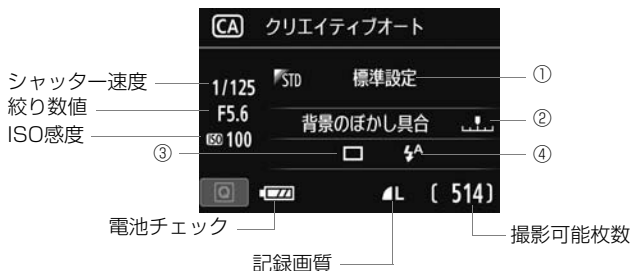 CA クリエイティブオート
シャッター速度 1/125 STD 標準設定 ①
絞り数値 F5.6 背景のぼかし具合 ②
ISO感度 ISO 100
③ A ④
Q L ( 514)
電池チェック
撮影可能枚数
記録画質